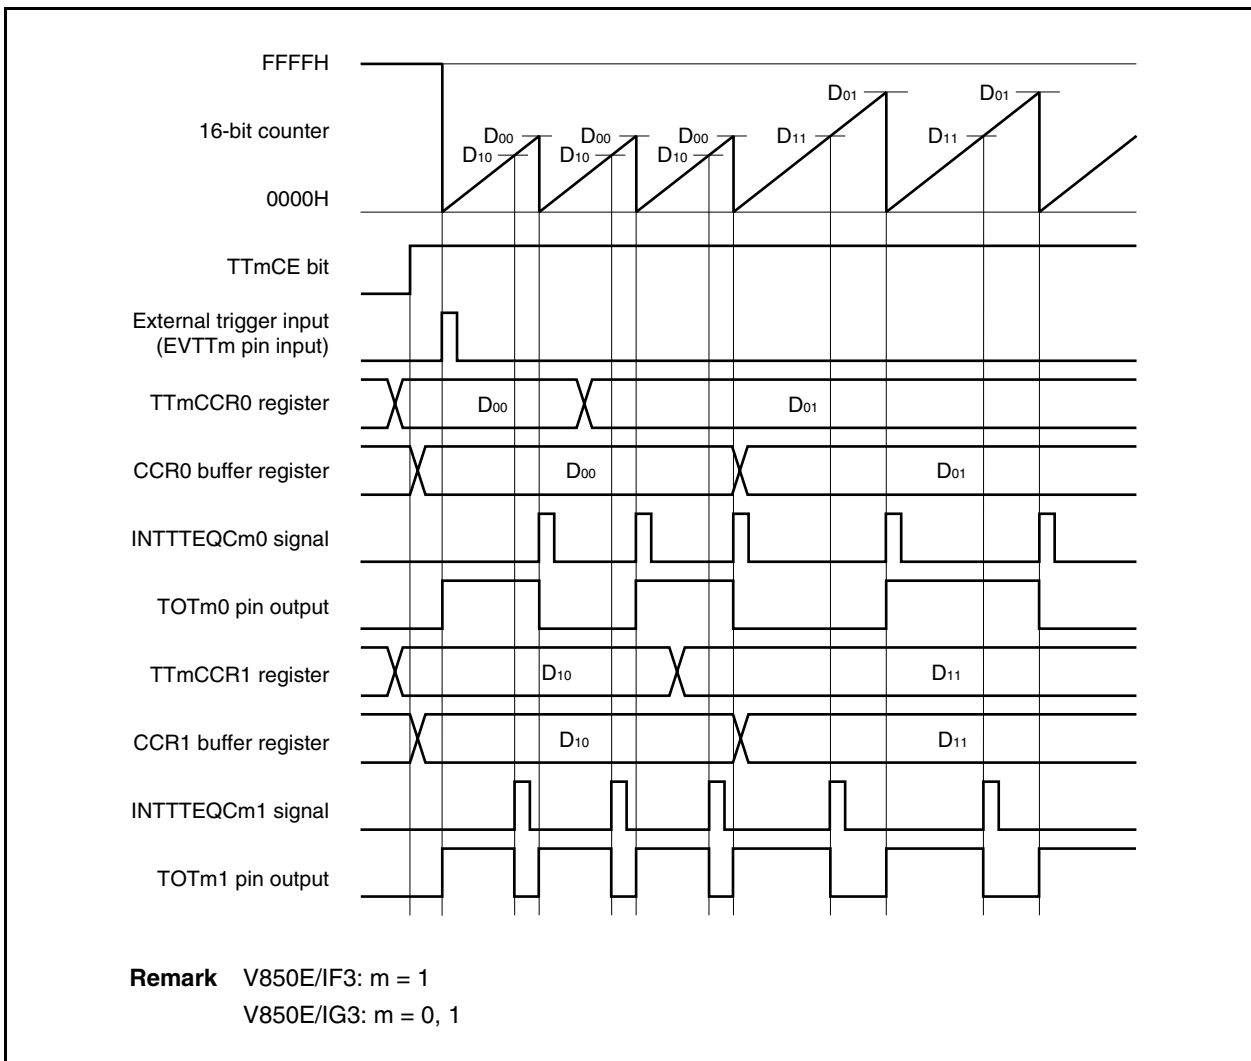 FFFFH
D01 D01
16-bit counter D00 D00 D00 D11 D11
D10 D10 D10
0000H
TTmCE bit
External trigger input
(EVTTm pin input)
TTmCCR0 register D00 D01
CCR0 buffer register D00 D01
INTTTEQCm0 signal
TOTm0 pin output
TTmCCR1 register D10 D11
CCR1 buffer register D10 D11
INTTTEQCm1 signal
TOTm1 pin output
Remark V850E/IF3: m = 1
V850E/IG3: m = 0, 1